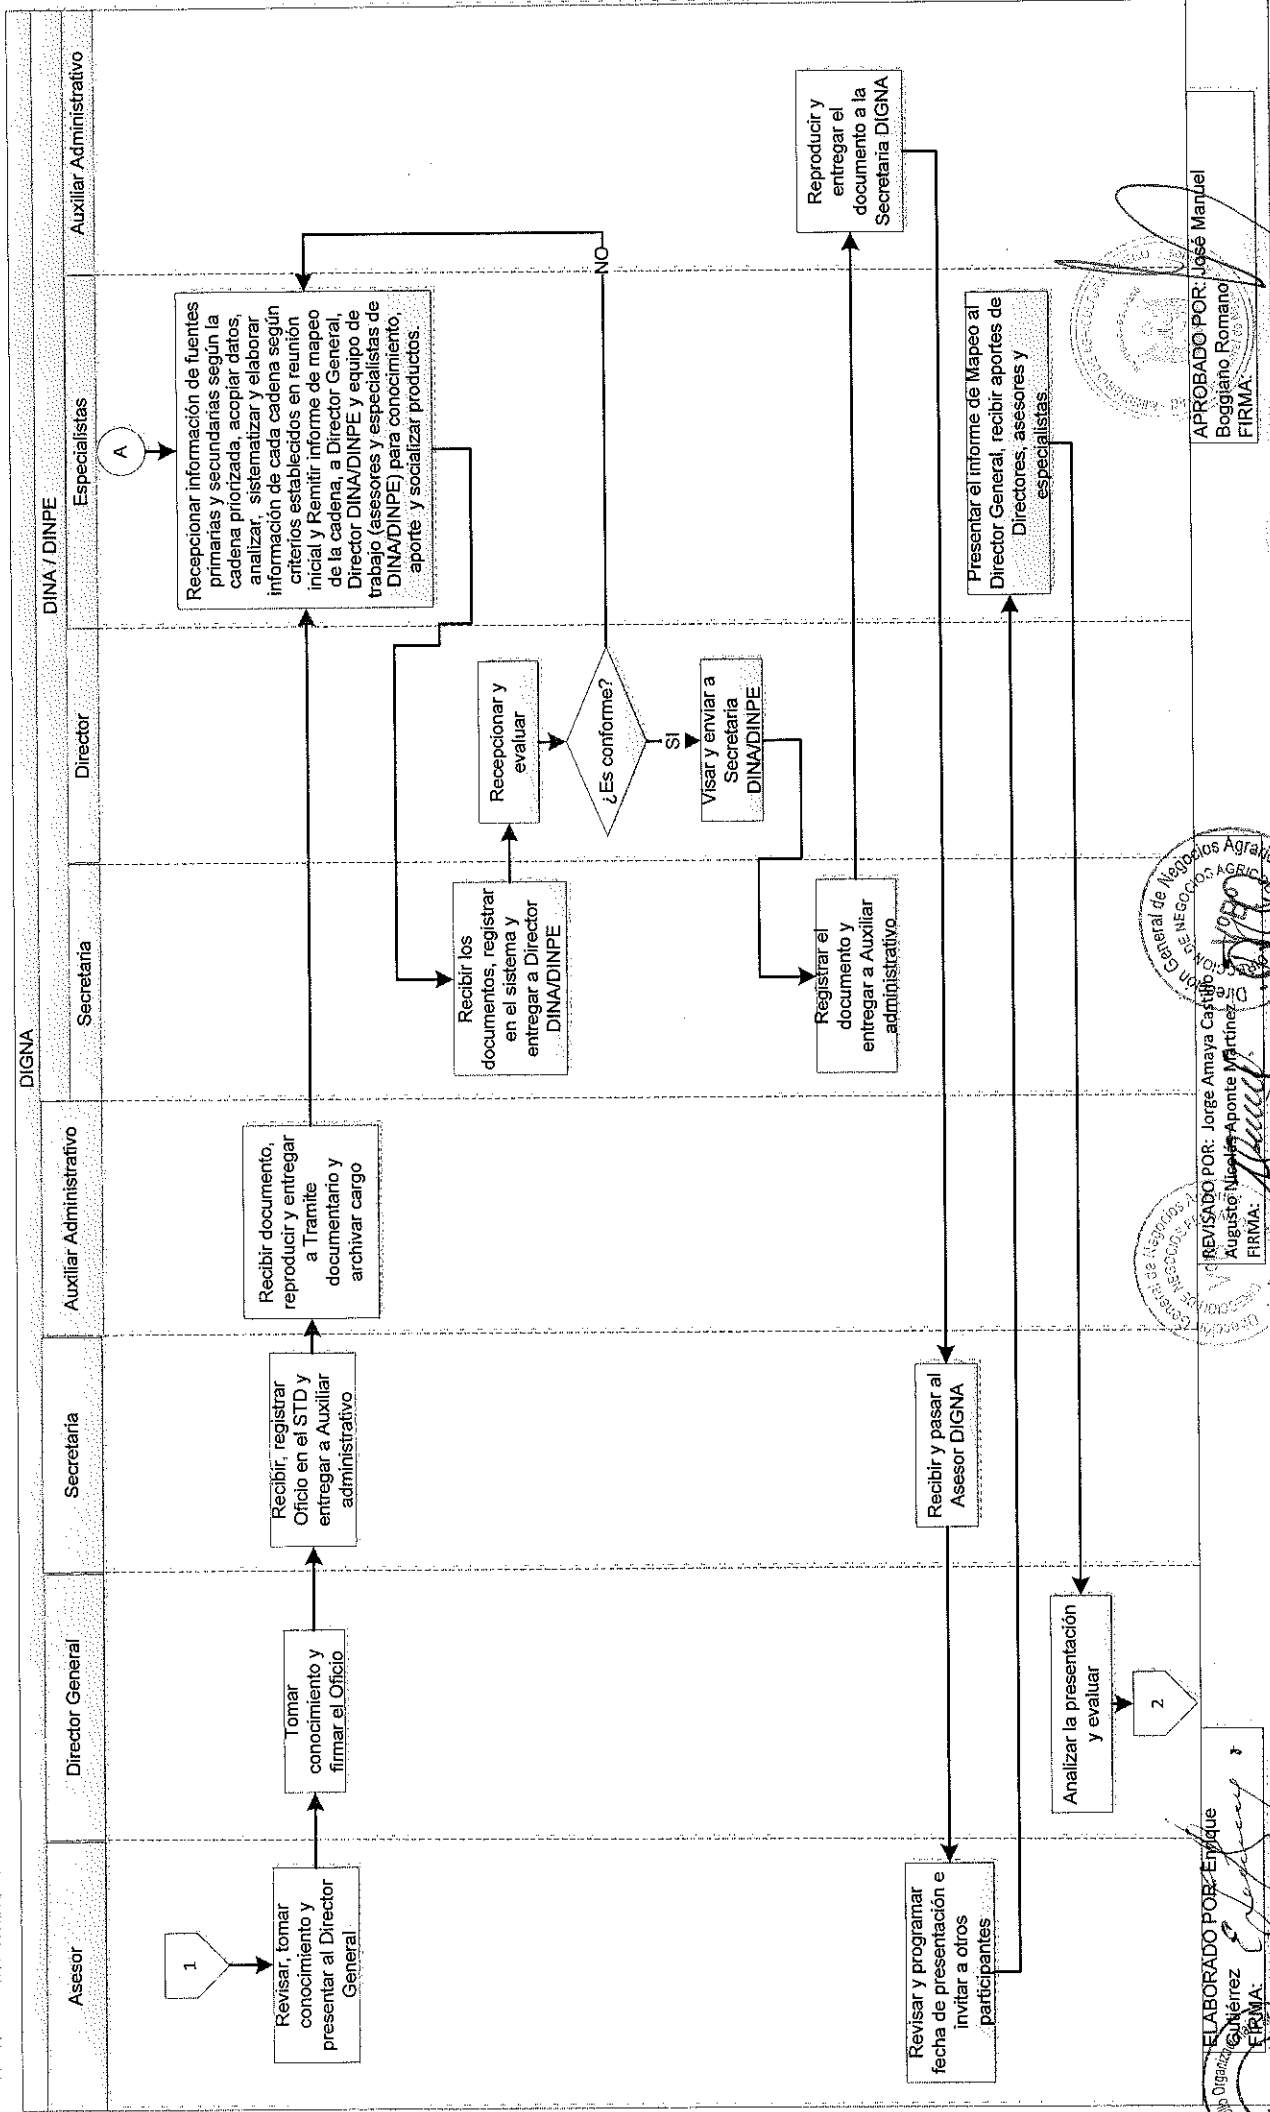 DIGNA
DINA / DINPE
Asesor
Director General
Secretaria
Auxiliar Administrativo
Secretaria
Director
Especialistas
Auxiliar Administrativo
1
Revisar, tomar
conocimiento y
presentar al Director
General
Tomar
conocimiento y
firmar el Oficio
Recibir, registrar
Oficio en el STD y
entregar a Auxiliar
administrativo
Recibir documento,
reproducir y entregar
a Tramite
documentario y
archivar cargo
A
Recepcionar información de fuentes
primarias y secundarias según la
cadena priorizada, acopiar datos,
analizar, sistematizar y elaborar
información de cada cadena según
criterios establecidos en reunión
inicial y Remitir informe de mapeo
de la cadena, a Director General,
Director DINA/DINPE y equipo de
trabajo (asesores y especialistas de
DINA/DINPE) para conocimiento,
aporte y socializar productos.
Recibir los
documentos, registrar
en el sistema y
entregar a Director
DINA/DINPE
Recepcionar y
evaluar
¿Es conforme?
NO
SI
Visar y enviar a
Secretaria
DINA/DINPE
Registrar el
documento y
entregar a Auxiliar
administrativo
Reproducir y
entregar el
documento a la
Secretaria DIGNA
Recibir y pasar al
Asesor DIGNA
Revisar y programar
fecha de presentación e
invitar a otros
participantes
Presentar el informe de Mapeo al
Director General, recibir aportes de
Directores, asesores y
especialistas.
Analizar la presentación
y evaluar
2
ELABORADO POR: Enrique
Gutiérrez
FIRMA:
REVISADO POR: Jorge Amaya Castillo
Augusto Nicolás Aponte Martínez
FIRMA:
APROBADO POR: José Manuel
Boggiano Romano
FIRMA:
General de Negocios